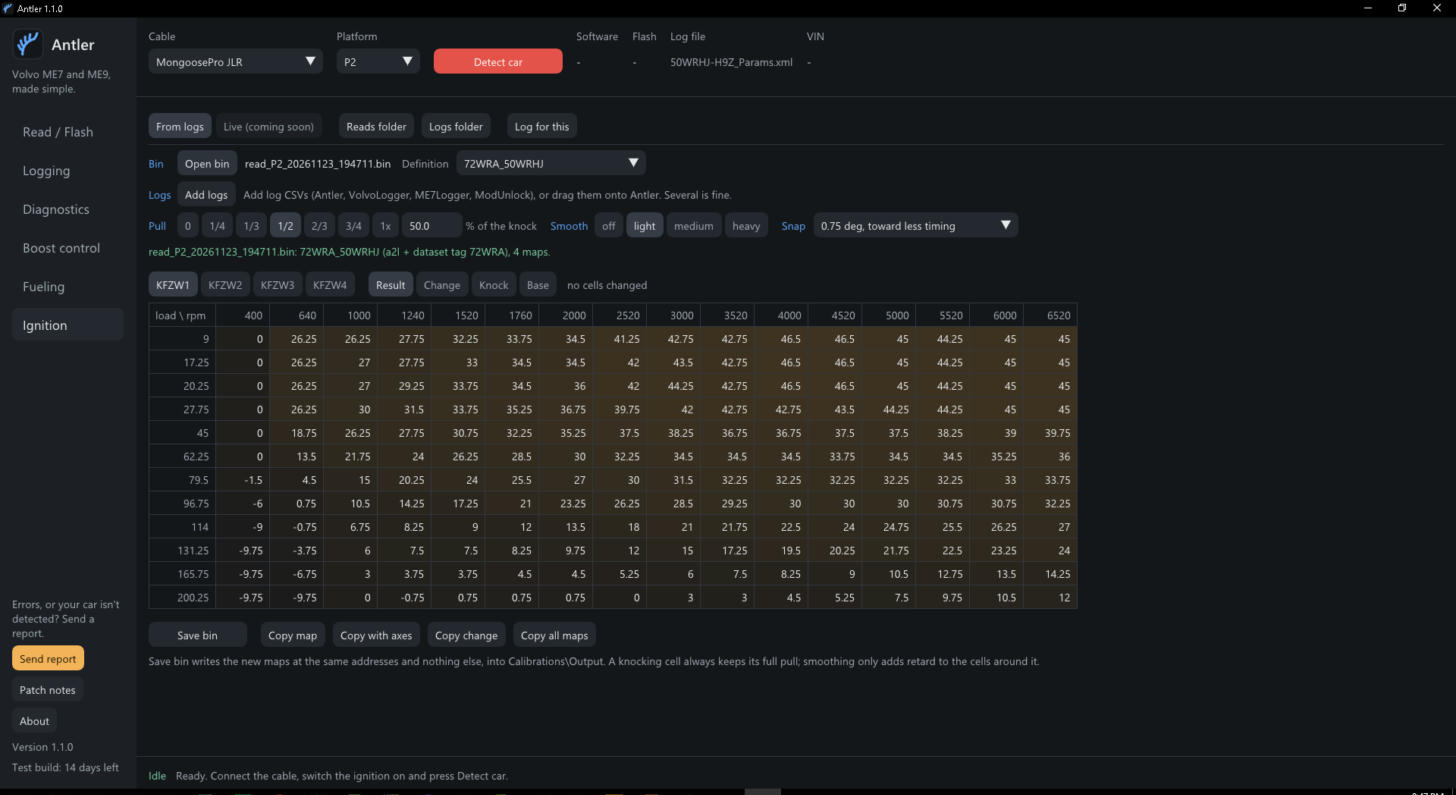 Antler 1.1.0
Antler
Volvo ME7 and ME9,
made simple.
Read / Flash
Logging
Diagnostics
Boost control
Fueling
Ignition
Errors, or your car isn't
detected? Send a
report.
Send report
Patch notes
About
Version 1.1.0
Test build: 14 days left
Cable Platform Software Flash Log file VIN
MongoosePro JLR P2 Detect car - - 50WRHJ-H9Z_Params.xml -
From logs Live (coming soon) Reads folder Logs folder Log for this
Bin Open bin read_P2_20261123_194711.bin Definition 72WRA_50WRHJ
Logs Add logs Add log CSVs (Antler, VolvoLogger, ME7Logger, ModUnlock), or drag them onto Antler. Several is fine.
Pull 0 1/4 1/3 1/2 2/3 3/4 1x 50.0 % of the knock Smooth off light medium heavy Snap 0.75 deg, toward less timing
read_P2_20261123_194711.bin: 72WRA_50WRHJ (a2l + dataset tag 72WRA), 4 maps.
KFZW1 KFZW2 KFZW3 KFZW4 Result Change Knock Base no cells changed
load \ rpm 400 640 1000 1240 1520 1760 2000 2520 3000 3520 4000 4520 5000 5520 6000 6520
9 0 26.25 26.25 27.75 32.25 33.75 34.5 41.25 42.75 42.75 46.5 46.5 45 44.25 45 45
17.25 0 26.25 27 27.75 33 34.5 34.5 42 43.5 42.75 46.5 46.5 45 44.25 45 45
20.25 0 26.25 27 29.25 33.75 34.5 36 42 44.25 42.75 46.5 46.5 45 44.25 45 45
27.75 0 26.25 30 31.5 33.75 35.25 36.75 39.75 42 42.75 42.75 43.5 44.25 44.25 45 45
45 0 18.75 26.25 27.75 30.75 32.25 35.25 37.5 38.25 36.75 36.75 37.5 37.5 38.25 39 39.75
62.25 0 13.5 21.75 24 26.25 28.5 30 32.25 34.5 34.5 34.5 33.75 34.5 34.5 35.25 36
79.5 -1.5 4.5 15 20.25 24 25.5 27 30 31.5 32.25 32.25 32.25 32.25 32.25 33 33.75
96.75 -6 0.75 10.5 14.25 17.25 21 23.25 26.25 28.5 29.25 30 30 30 30.75 30.75 32.25
114 -9 -0.75 6.75 8.25 9 12 13.5 18 21 21.75 22.5 24 24.75 25.5 26.25 27
131.25 -9.75 -3.75 6 7.5 7.5 8.25 9.75 12 15 17.25 19.5 20.25 21.75 22.5 23.25 24
165.75 -9.75 -6.75 3 3.75 3.75 4.5 4.5 5.25 6 7.5 8.25 9 10.5 12.75 13.5 14.25
200.25 -9.75 -9.75 0 -0.75 0.75 0.75 0.75 0 3 3 4.5 5.25 7.5 9.75 10.5 12
Save bin Copy map Copy with axes Copy change Copy all maps
Save bin writes the new maps at the same addresses and nothing else, into Calibrations\Output. A knocking cell always keeps its full pull; smoothing only adds retard to the cells around it.
Idle Ready. Connect the cable, switch the ignition on and press Detect car.